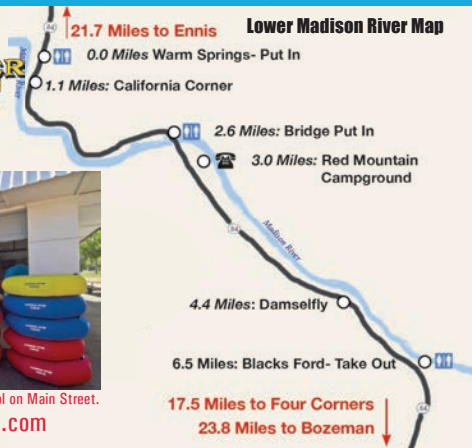 Lower Madison River Map
21.7 Miles to Ennis
84
0.0 Miles Warm Springs- Put In
1.1 Miles: California Corner
2.6 Miles: Bridge Put In
3.0 Miles: Red Mountain
Campground
84
Madison River
4.4 Miles: Damselfly
6.5 Miles: Blacks Ford- Take Out
17.5 Miles to Four Corners
23.8 Miles to Bozeman
84
on Main Street.
.com